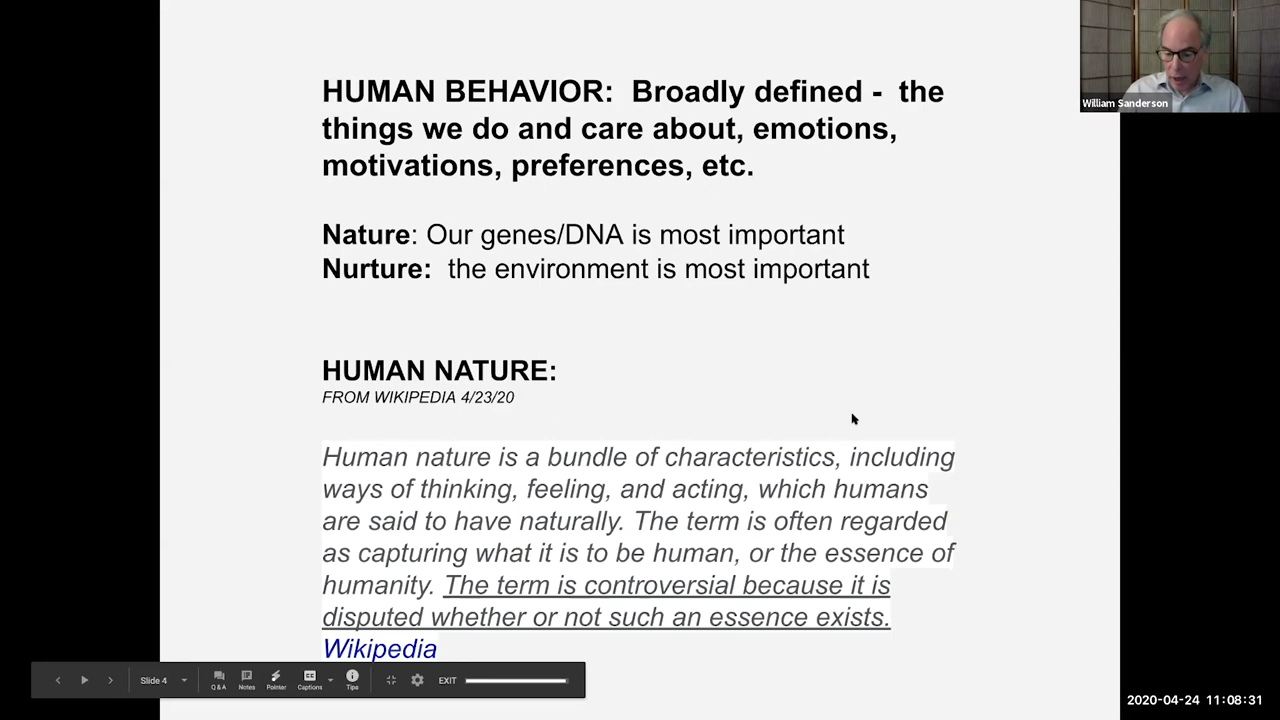 HUMAN BEHAVIOR: Broadly defined - the
things we do and care about, emotions,
motivations, preferences, etc.
William Sanderson
Nature: Our genes/DNA is most important
Nurture: the environment is most important
HUMAN NATURE:
FROM WIKIPEDIA 4/23/20
Human nature is a bundle of characteristics, including
ways of thinking, feeling, and acting, which humans
are said to have naturally. The term is often regarded
as capturing what it is to be human, or the essence of
humanity. The term is controversial because it is
disputed whether or not such an essence exists.
Wikipedia
Slide 4
Q & A
Notes
Pointer
CC
Captions
Tips
EXIT
2020-04-24 11:08:31